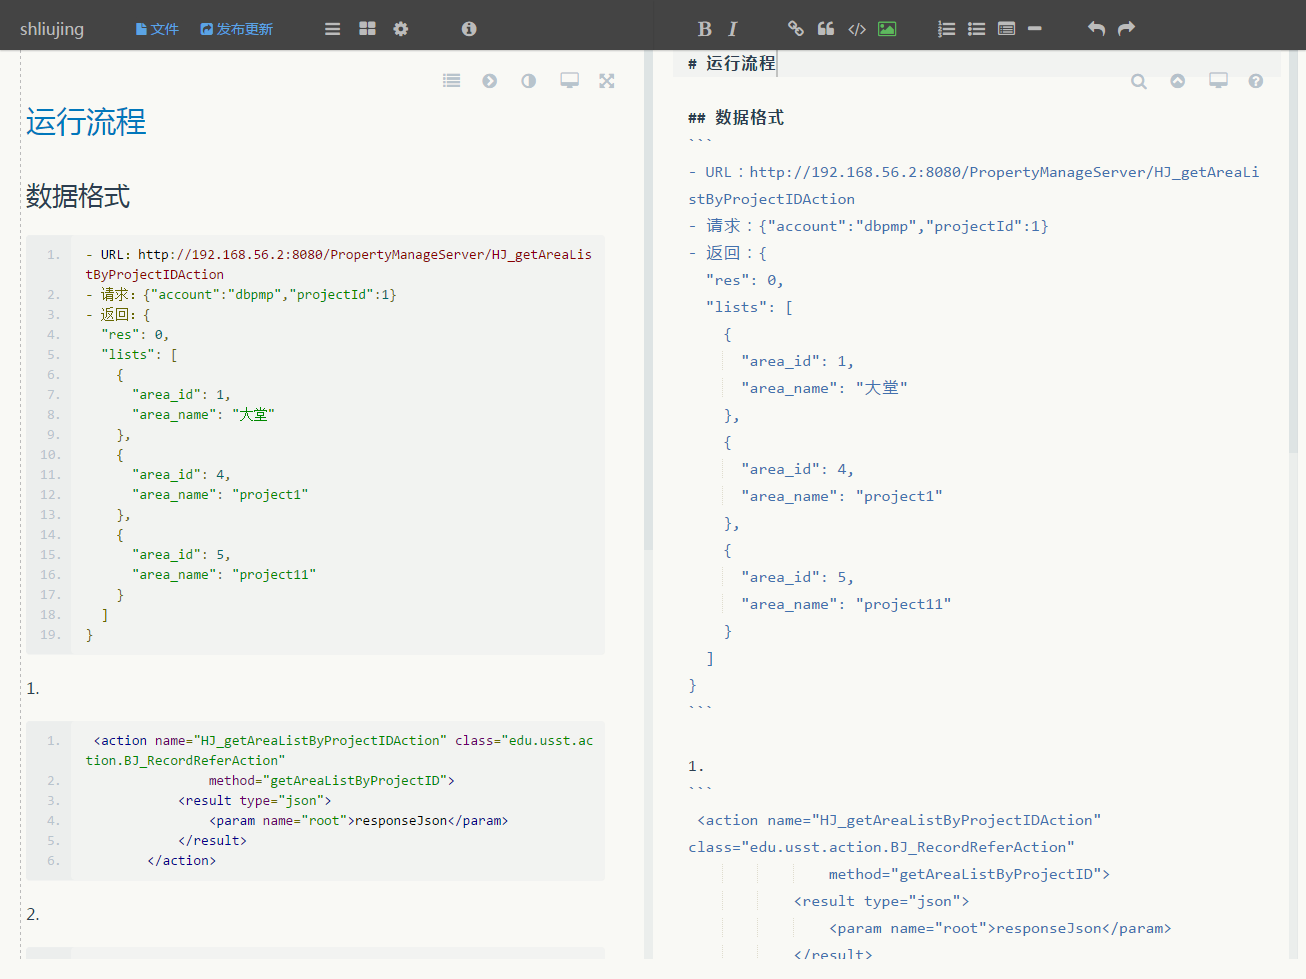 shliujing 文件 发布更新
运行流程
数据格式
1. - URL：http://192.168.56.2:8080/PropertyManageServer/HJ_getAreaLis
tByProjectIDAction
2. - 请求：{"account":"dbpmp","projectId":1}
3. - 返回：{
4. "res": 0,
5. "lists": [
6. {
7. "area_id": 1,
8. "area_name": "大堂"
9. },
10. {
11. "area_id": 4,
12. "area_name": "project1"
13. },
14. {
15. "area_id": 5,
16. "area_name": "project11"
17. }
18. ]
19. }
1.
1. <action name="HJ_getAreaListByProjectIDAction" class="edu.usst.ac
tion.BJ_RecordReferAction"
2. method="getAreaListByProjectID">
3. <result type="json">
4. <param name="root">responseJson</param>
5. </result>
6. </action>
2.
# 运行流程
## 数据格式
```
- URL：http://192.168.56.2:8080/PropertyManageServer/HJ_getAreaLi
stByProjectIDAction
- 请求：{"account":"dbpmp","projectId":1}
- 返回：{
"res": 0,
"lists": [
{
"area_id": 1,
"area_name": "大堂"
},
{
"area_id": 4,
"area_name": "project1"
},
{
"area_id": 5,
"area_name": "project11"
}
]
}
```
1.
```
<action name="HJ_getAreaListByProjectIDAction"
class="edu.usst.action.BJ_RecordReferAction"
method="getAreaListByProjectID">
<result type="json">
<param name="root">responseJson</param>
</result>